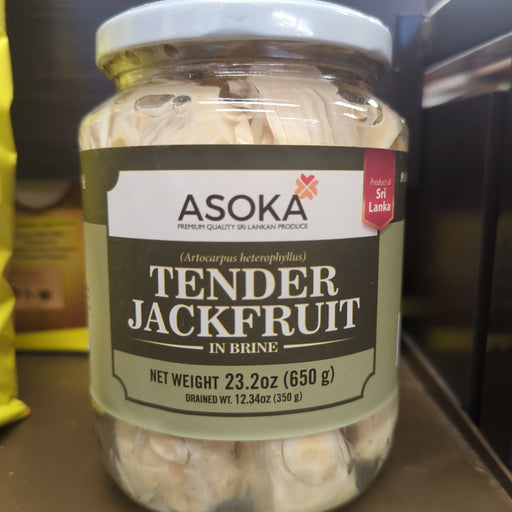 ASOKA
PREMIUM QUALITY SRI LANKAN PRODUCE
Product of
Sri
Lanka
(Artocarpus heterophyllus)
TENDER
JACKFRUIT
IN BRINE
NET WEIGHT 23.2oz (650 g)
DRAINED WT. 12.34oz (350 g)